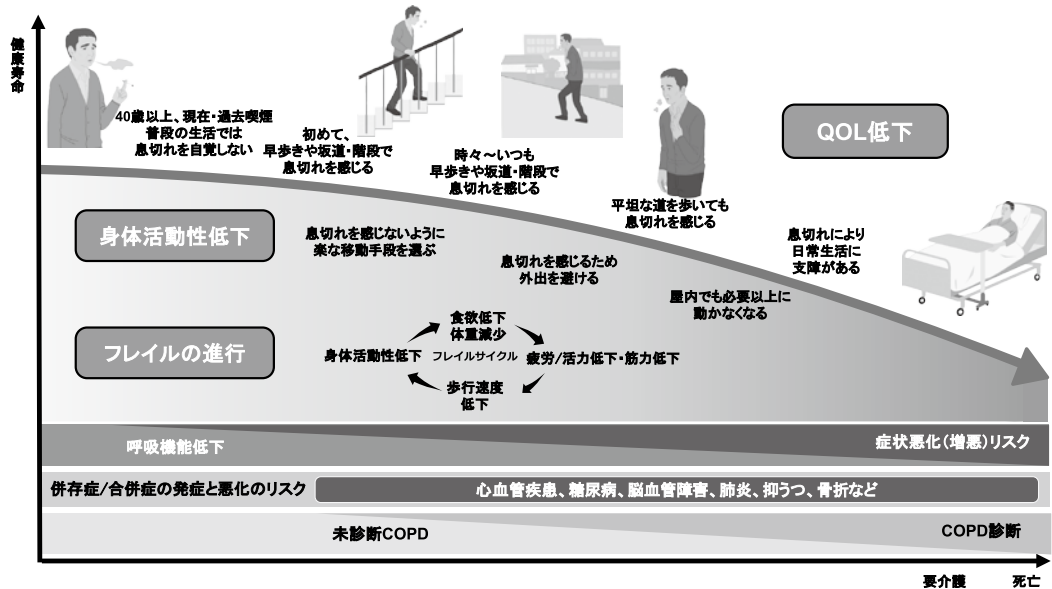 健康寿命
40歳以上、現在・過去喫煙
普段の生活では
息切れを自覚しない
初めて、
早歩きや坂道・階段で
息切れを感じる
時々～いつも
早歩きや坂道・階段で
息切れを感じる
平坦な道を歩いても
息切れを感じる
QOL低下
息切れにより
日常生活に
支障がある
身体活動性低下
息切れを感じないように
楽な移動手段を選ぶ
息切れを感じるため
外出を避ける
屋内でも必要以上に
動かなくなる
フレイルの進行
食欲低下
体重減少
身体活動性低下
フレイルサイクル
疲労/活力低下・筋力低下
歩行速度
低下
呼吸機能低下
症状悪化（増悪）リスク
併存症/合併症の発症と悪化のリスク
心血管疾患、糖尿病、脳血管障害、肺炎、抑うつ、骨折など
未診断COPD
COPD診断
要介護
死亡